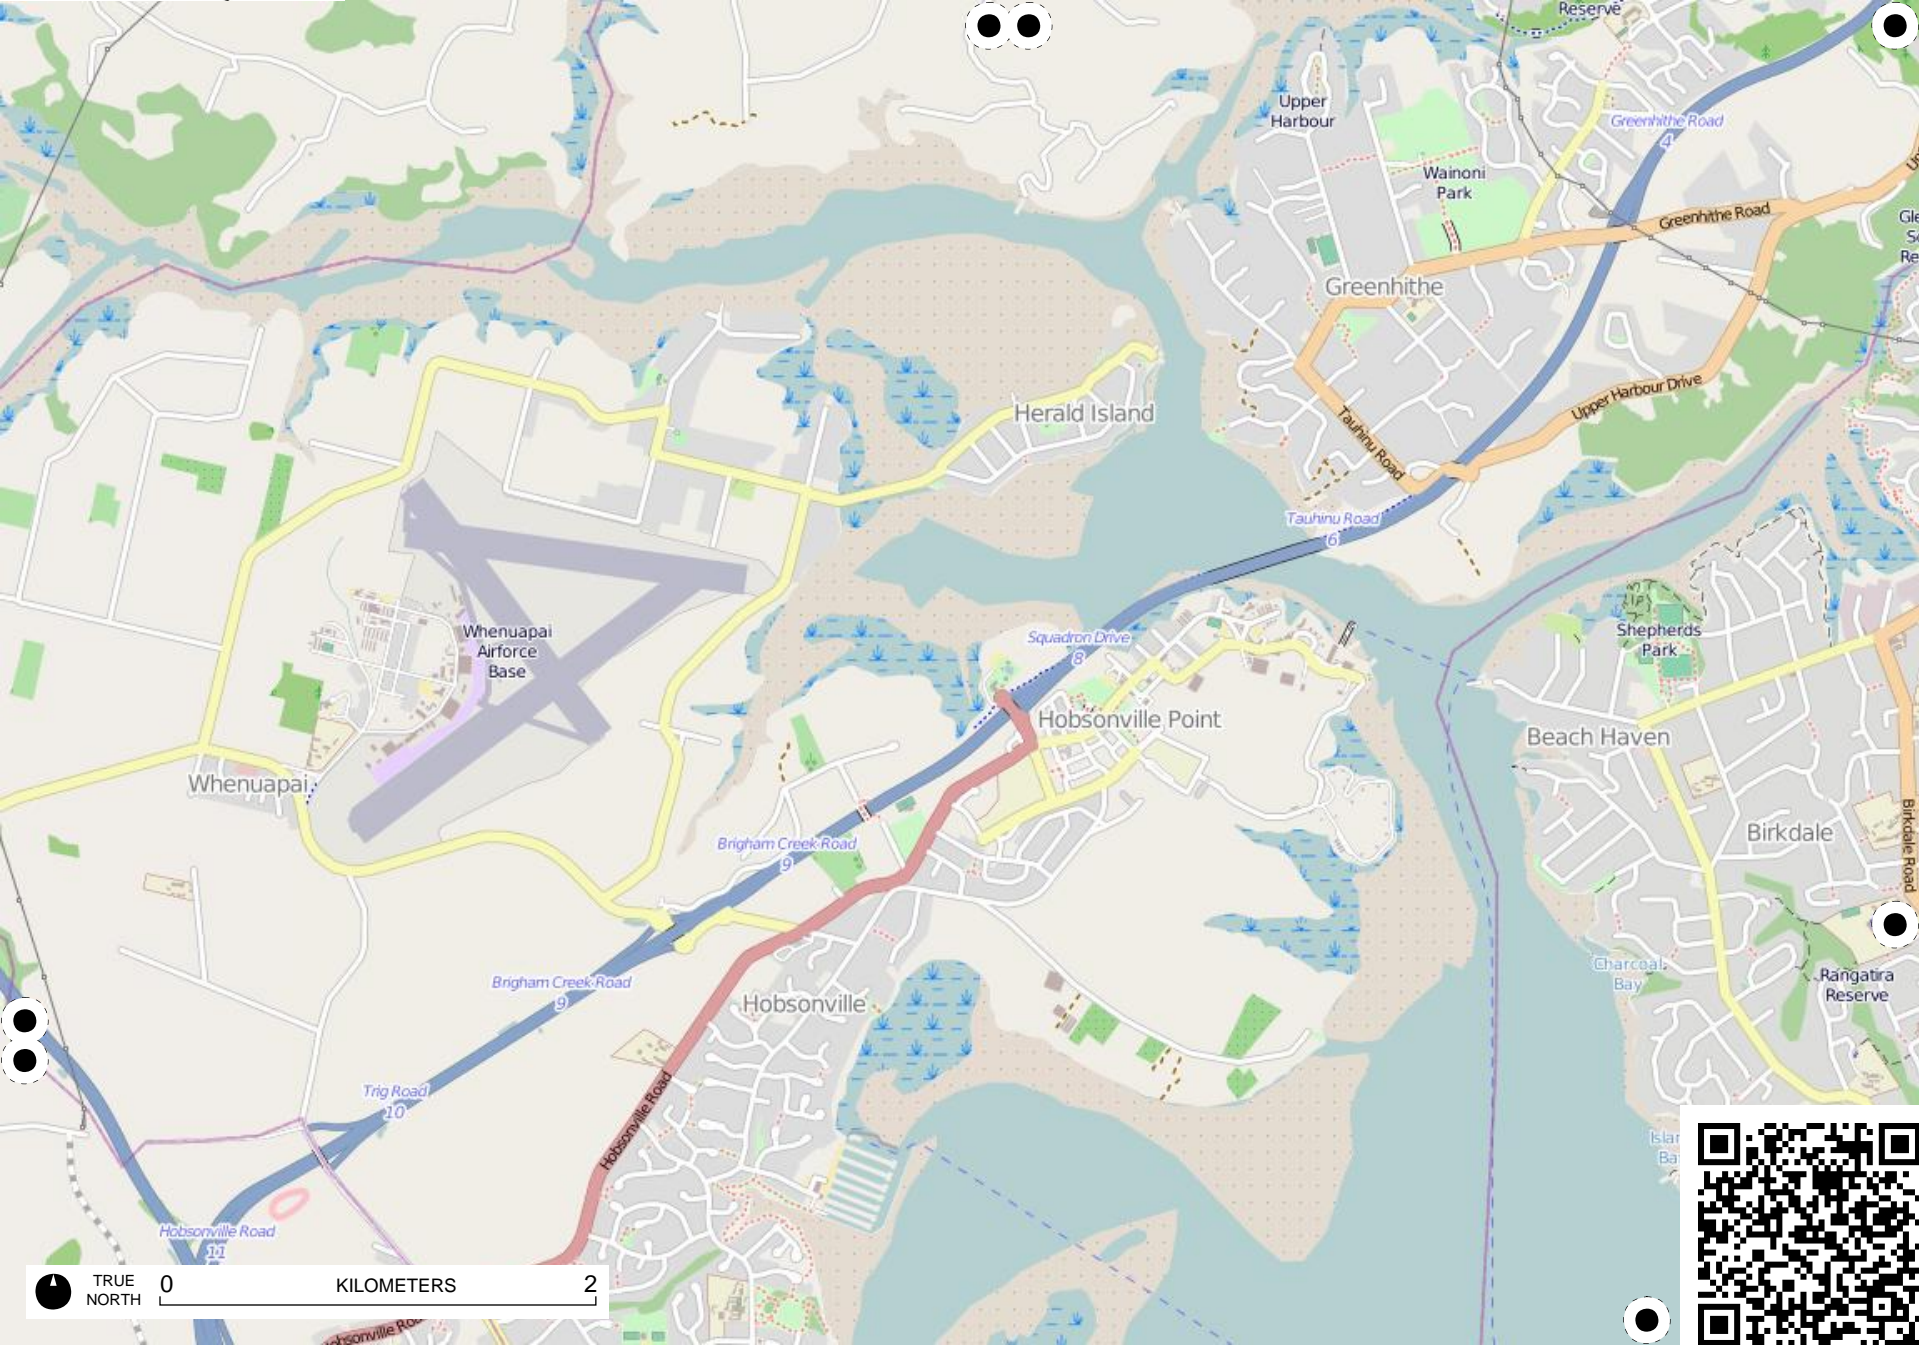 Reserve
Upper
Harbour
Greenhithe Road
4
Wainoni
Park
Greenhithe Road
Greenhithe
Upper Harbour Drive
Herald Island
Tauhinu Road
Tauhinu Road
6
Whenuapai
Airforce
Base
Squadron Drive
8
Shepherds
Park
Hobsonville Point
Beach Haven
Whenuapai
Birkdale
Birkdale Road
Brigham Creek Road
9
Charcoal
Bay
Rangatira
Reserve
Brigham Creek Road
9
Hobsonville
Trig Road
10
Hobsonville Road
Hobsonville Road
11
TRUE
NORTH
0 KILOMETERS 2